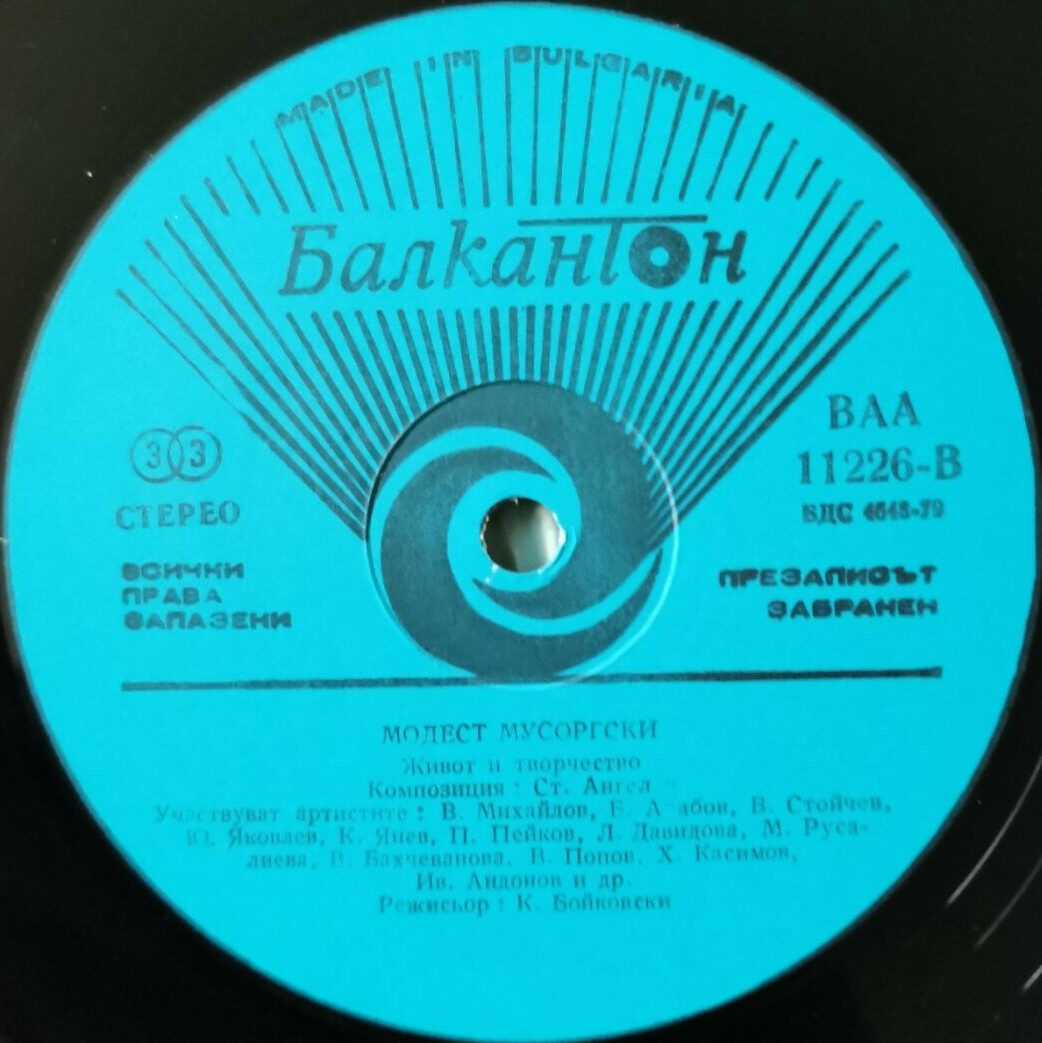 MADE IN BULGARIA
Балкантон
33
СТЕРЕО
ВСИЧКИ
ПРАВА
ЗАПАЗЕНИ
ВАА
11226-В
БДС 4648-79
ПРЕЗАПИСЪТ
ЗАБРАНЕН
МОДЕСТ МУСОРГСКИ
Живот и творчество
Композиция : Ст.
Участвуват артистите : В. Михайлов, В. Стойчев,
Ю. Яковлев, К. Янев, П. Пейков, Л. Давидова, М. Руса-
лиева, В. Бахчеванова, В. Попов, Х. Касимов,
Ив. Андонов и др.
Режисьор : К. Бойковски